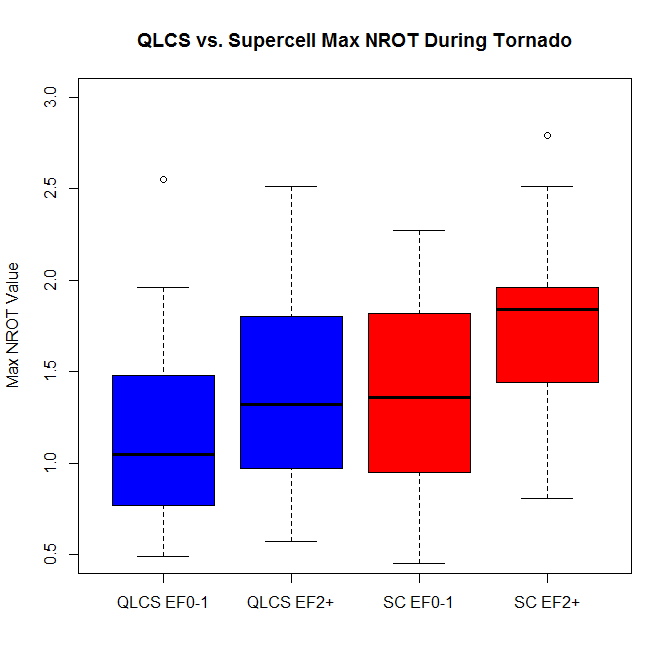 QLCS vs. Supercell Max NROT During Tornado
Max NROT Value
3.0
2.5
2.0
1.5
1.0
0.5
QLCS EF0-1 QLCS EF2+ SC EF0-1 SC EF2+